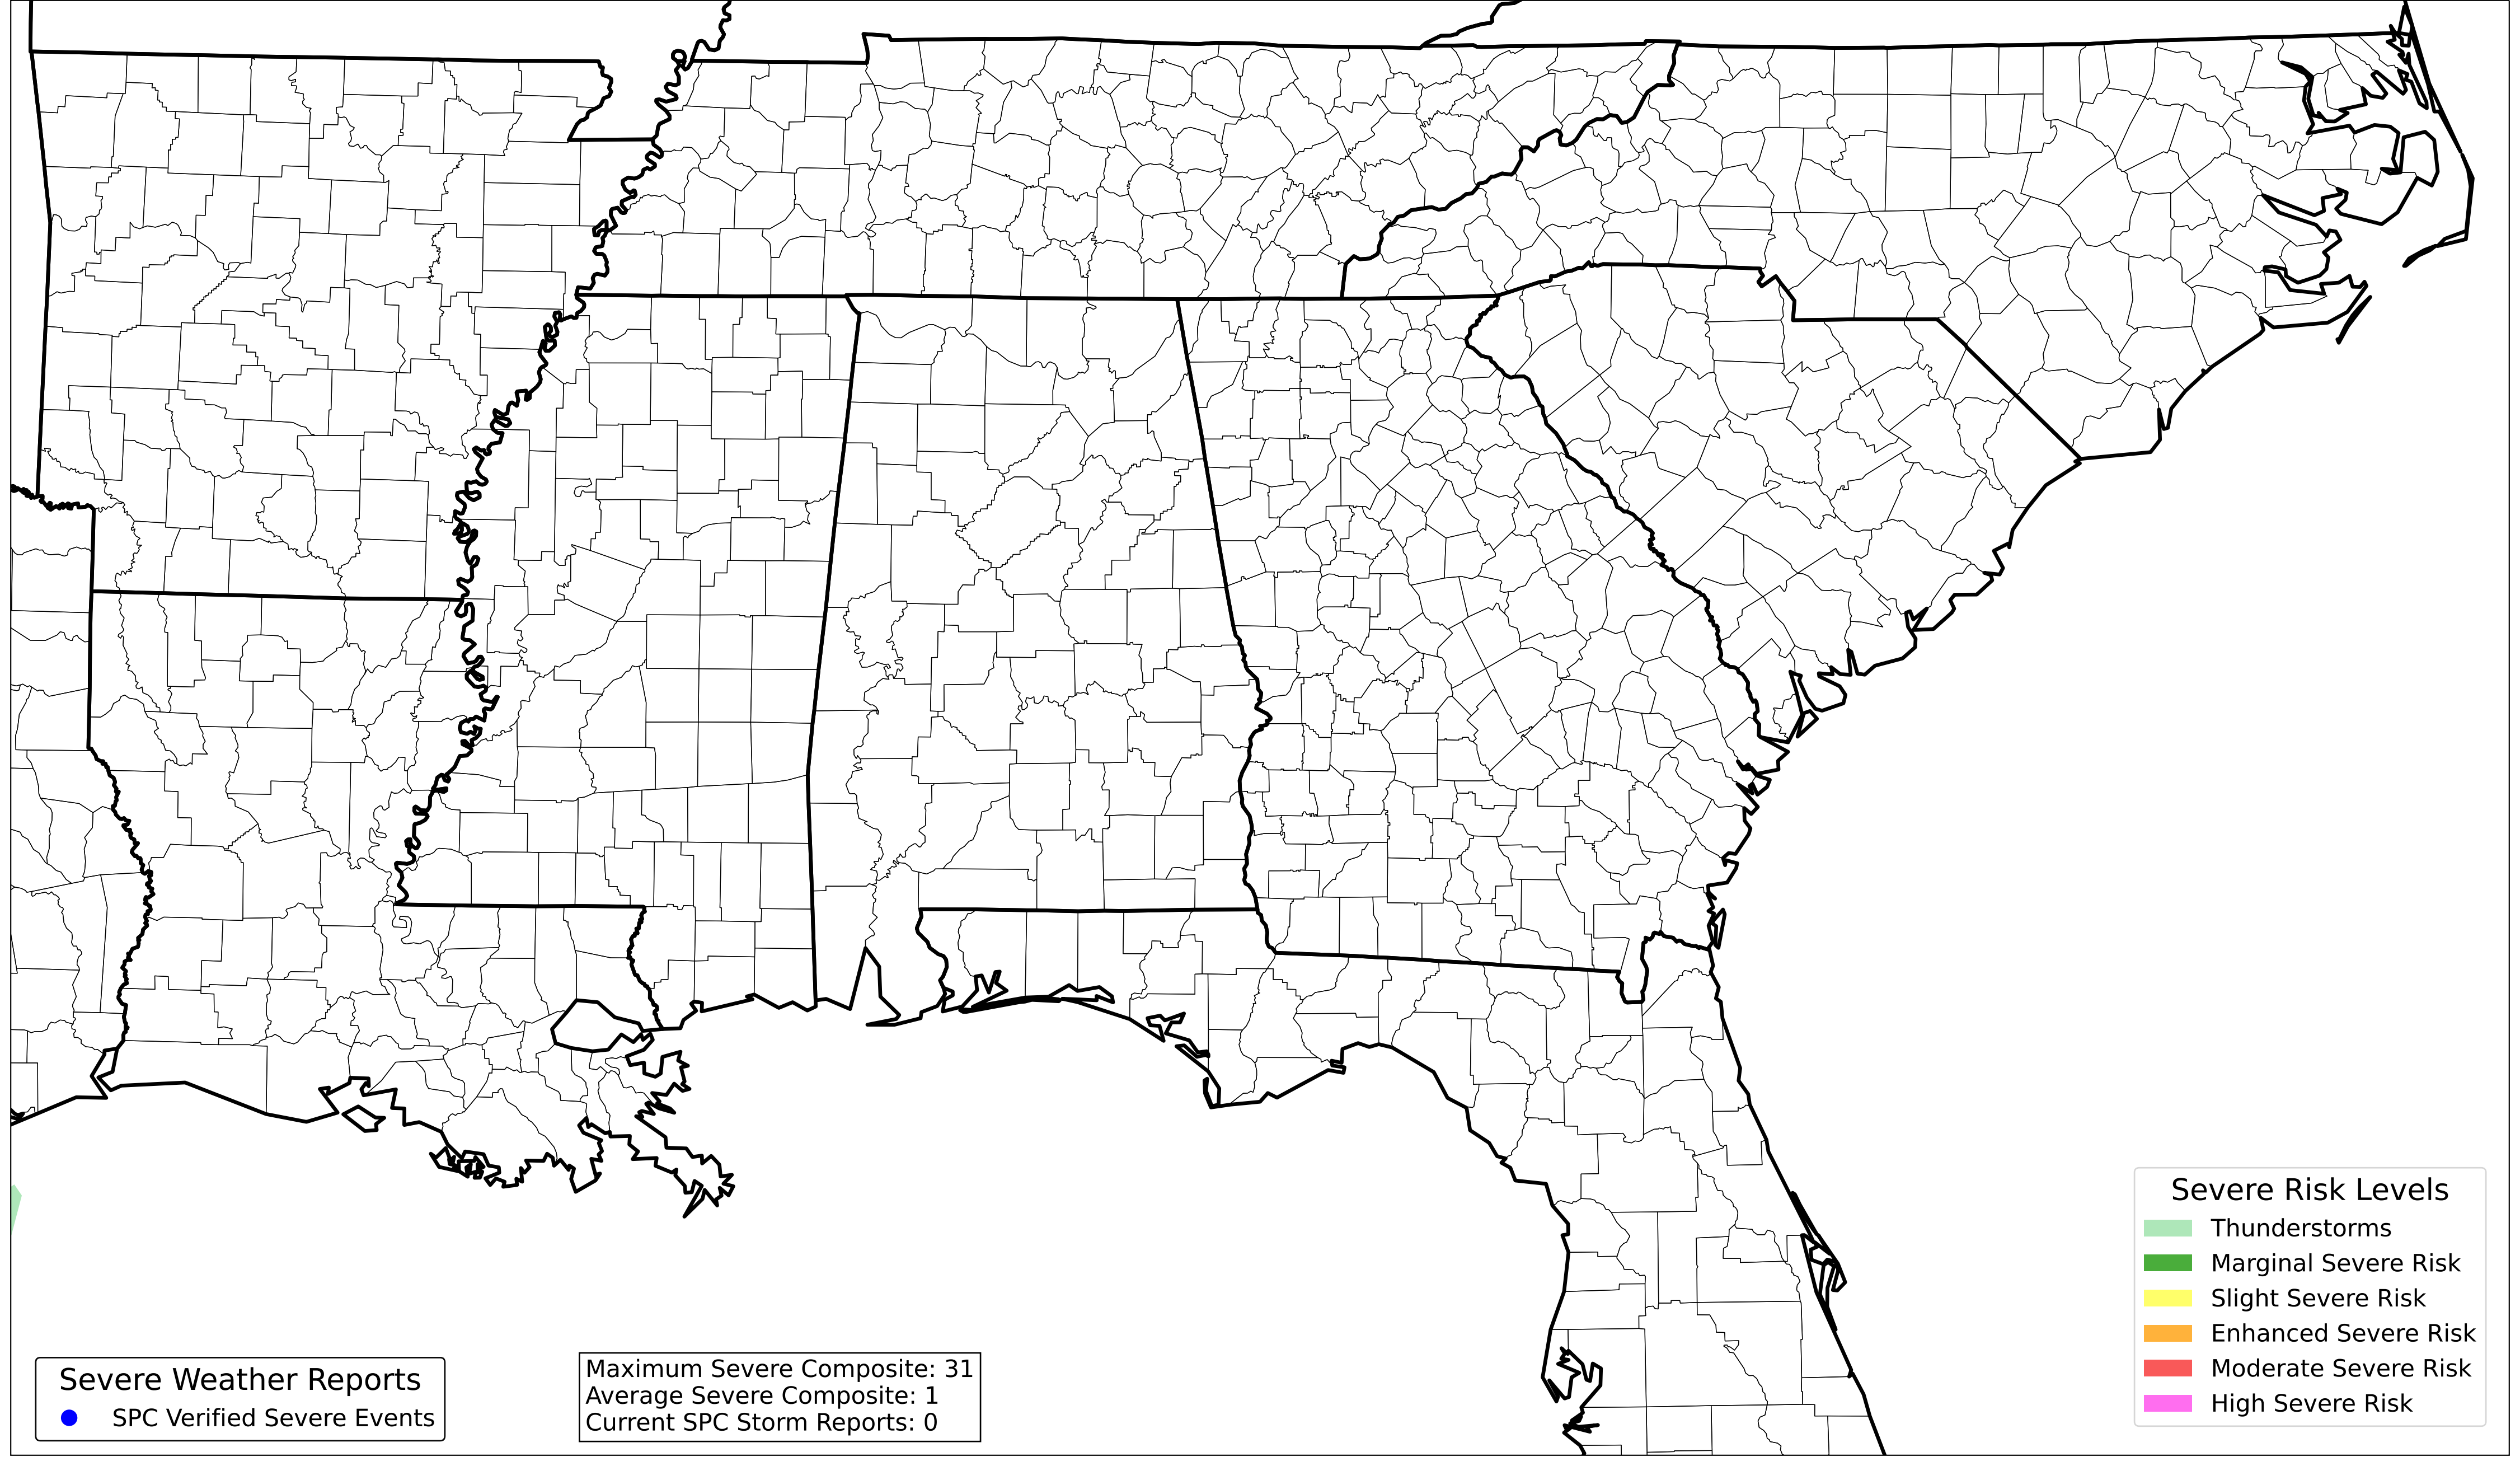 Severe Risk Levels
Thunderstorms
Marginal Severe Risk
Slight Severe Risk
Enhanced Severe Risk
Moderate Severe Risk
High Severe Risk
Severe Weather Reports
SPC Verified Severe Events
Maximum Severe Composite: 31
Average Severe Composite: 1
Current SPC Storm Reports: 0